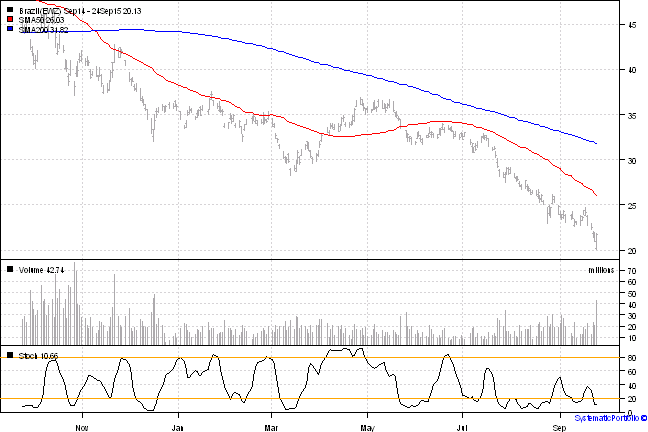 Brazil(EWZ) Sep14 - 24Sep15 20.13
SMA50 26.03
SMA200 31.82
45
40
35
30
25
20
Volume 42.74
millions
70
60
50
40
30
20
10
Stoch 10.66
80
60
40
20
0
Nov
Jan
Mar
May
Jul
Sep
SystematicPortfolio ©